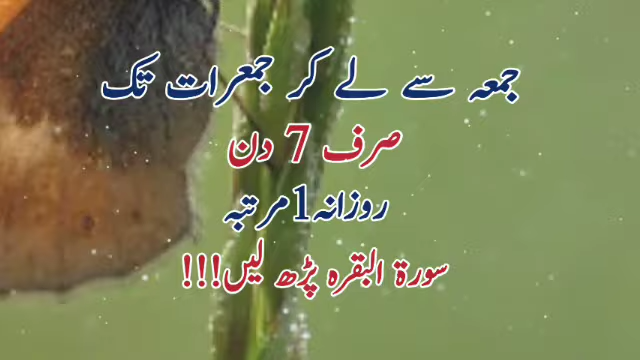 جمعہ سے لے کر جمعرات تک
صرف 7 دن
روزانہ 1 مرتبہ
سورۃ البقرہ پڑھ لیں!!!